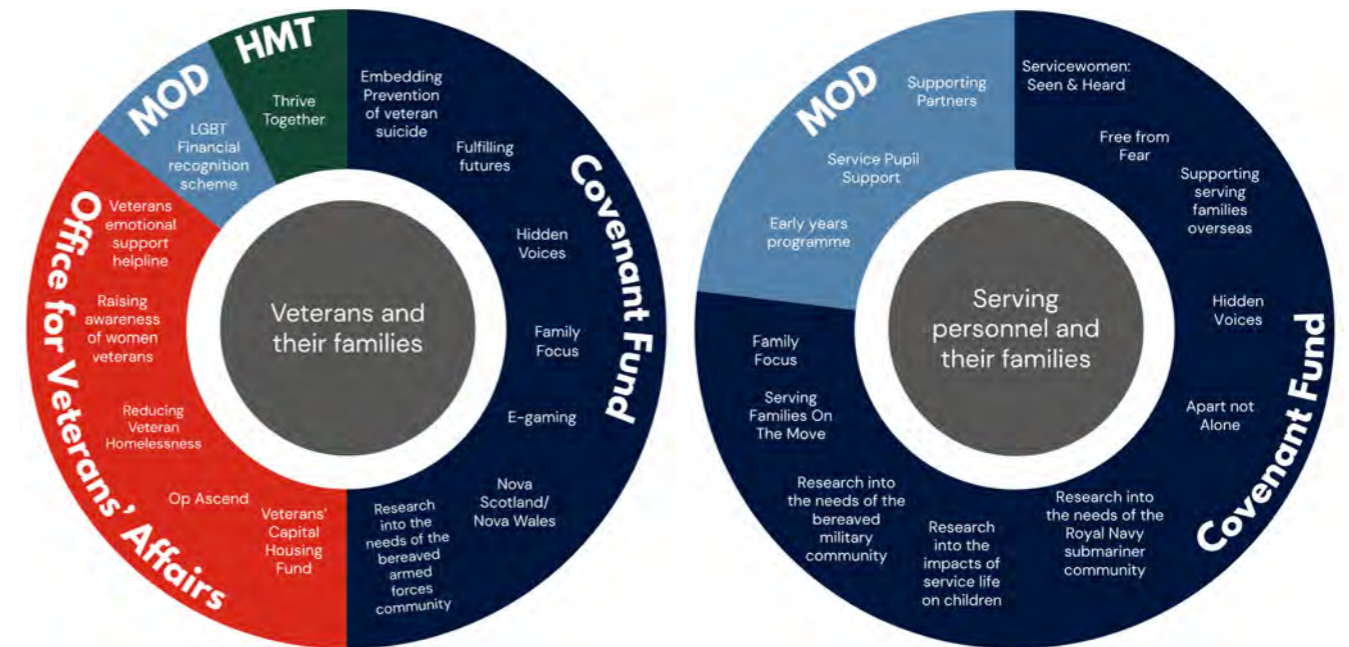 HMT
Thrive
Together
MOD
LGBT
Financial
recognition
scheme
Office for Veterans' Affairs
Veterans
emotional
support
helpline
Raising
awareness
of women
veterans
Reducing
Veteran
Homelessness
Op Ascend
Veterans'
Capital
Housing
Fund
Covenant Fund
Embedding
Prevention
of veteran
suicide
Fulfilling
futures
Hidden
Voices
Family
Focus
E-gaming
Nova
Scotland/
Nova Wales
Research
into the
needs of the
bereaved
armed
forces
community
Veterans and
their families
MOD
Supporting
Partners
Service Pupil
Support
Early years
programme
Covenant Fund
Servicewomen:
Seen & Heard
Free from
Fear
Supporting
serving
families
overseas
Hidden
Voices
Apart not
Alone
Research into
the needs of the
Royal Navy
submariner
community
Research
into the
impacts of
service life
on children
Research into
the needs of the
bereaved
military
community
Serving
Families On
The Move
Family
Focus
Serving
personnel and
their families